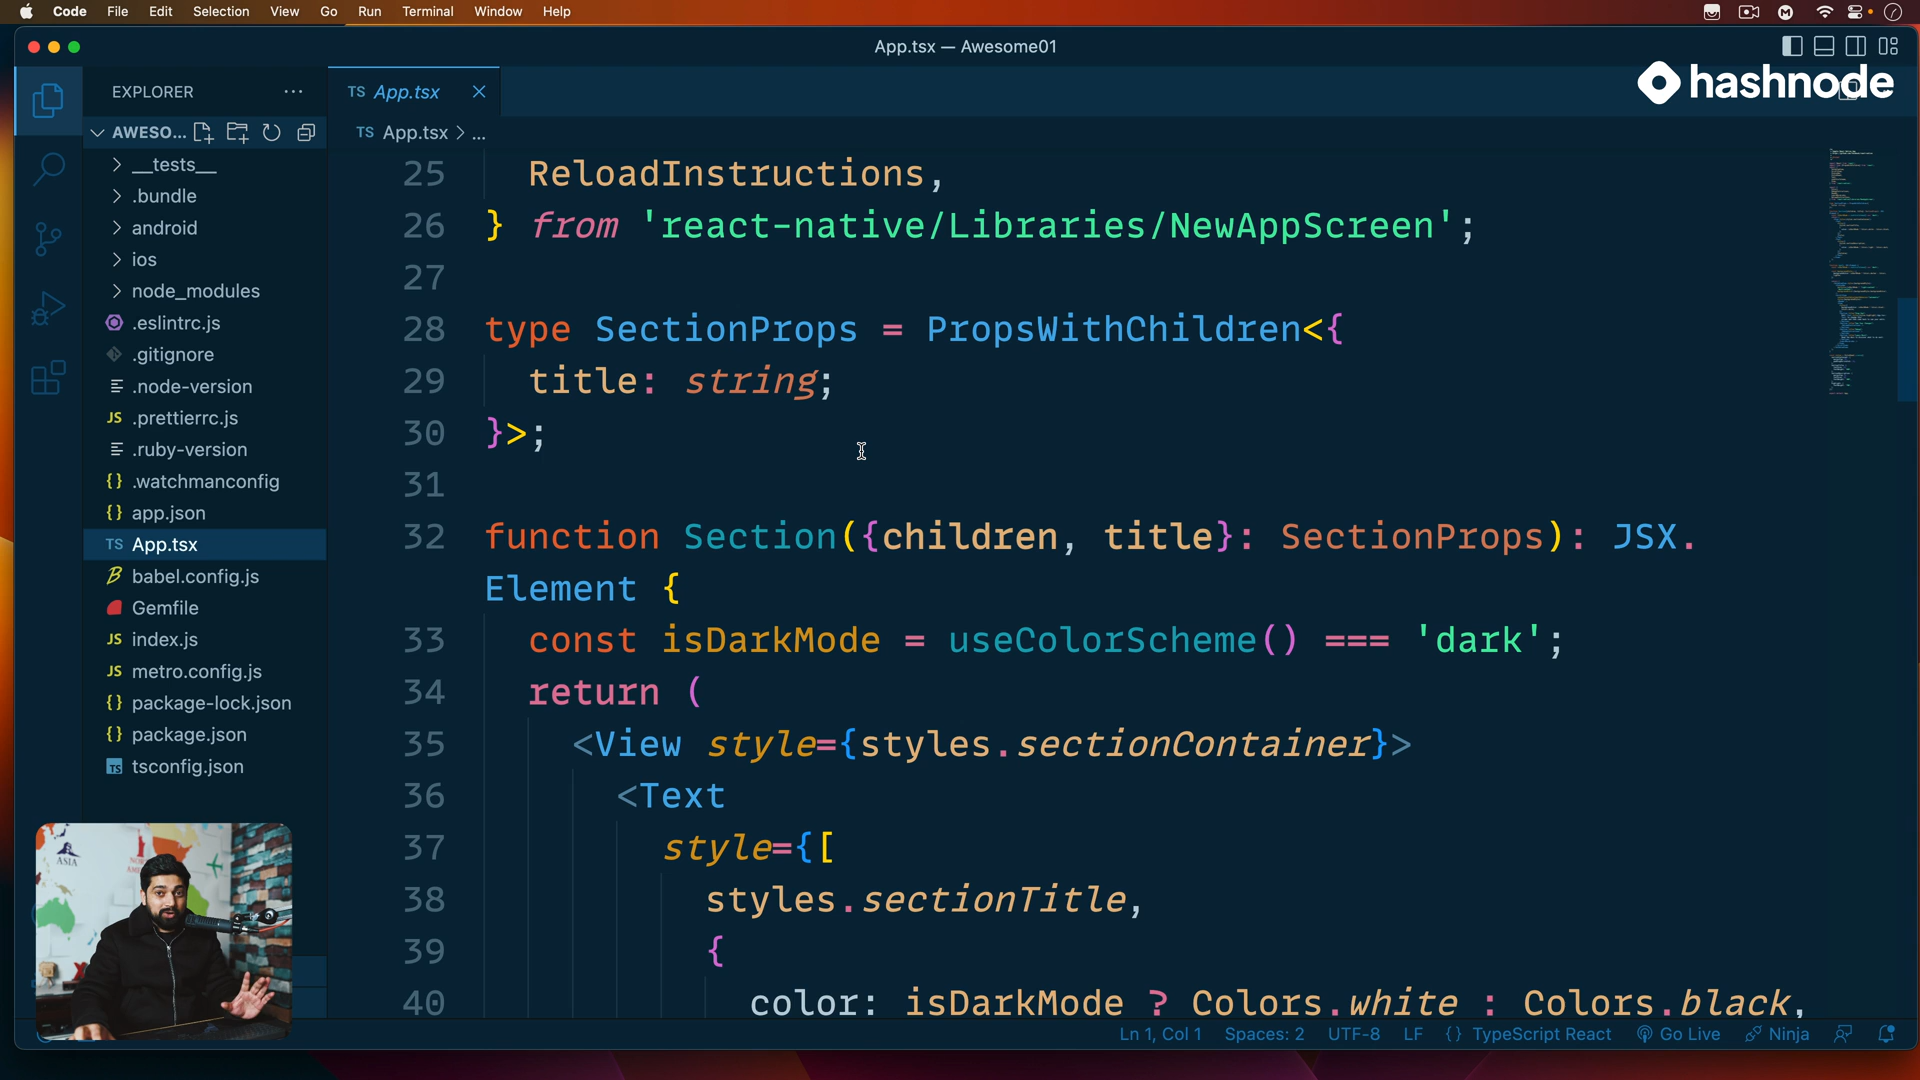 Code File Edit Selection View Go Run Terminal Window Help
App.tsx — Awesome01
hashnode
EXPLORER
TS App.tsx
AWESO...
TS App.tsx > ...
__tests__
.bundle
android
ios
node_modules
.eslintrc.js
.gitignore
.node-version
JS .prettierrc.js
.ruby-version
{} .watchmanconfig
{} app.json
TS App.tsx
babel.config.js
Gemfile
JS index.js
JS metro.config.js
{} package-lock.json
{} package.json
TS tsconfig.json
25 ReloadInstructions,
26 } from 'react-native/Libraries/NewAppScreen';
27
28 type SectionProps = PropsWithChildren<{
29 title: string;
30 }>;
31
32 function Section({children, title}: SectionProps): JSX.
Element {
33 const isDarkMode = useColorScheme() === 'dark';
34 return (
35 <View style={styles.sectionContainer}>
36 <Text
37 style={[
38 styles.sectionTitle,
39 {
40 color: isDarkMode ? Colors.white : Colors.black,
ASIA
Ln 1, Col 1 Spaces: 2 UTF-8 LF {} TypeScript React Go Live Ninja